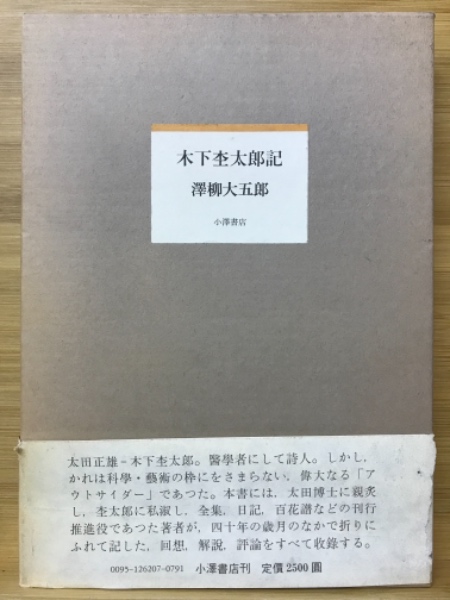 木下杢太郎記
澤柳大五郎
小澤書店
太田正雄=木下杢太郎。醫學者にして詩人。しかし,
かれは科學・藝術の枠にをさまらない, 偉大なる「ア
ウトサイダー」であつた。本書には, 太田博士に親炙
し, 杢太郎に私淑し, 全集, 日記, 百花譜などの刊行
推進役であつた著者が, 四十年の歲月のなかで折りに
ふれて記した, 回想, 解說, 評論をすべて收錄する。
0095-126207-0791 小澤書店刊 定價2500圓